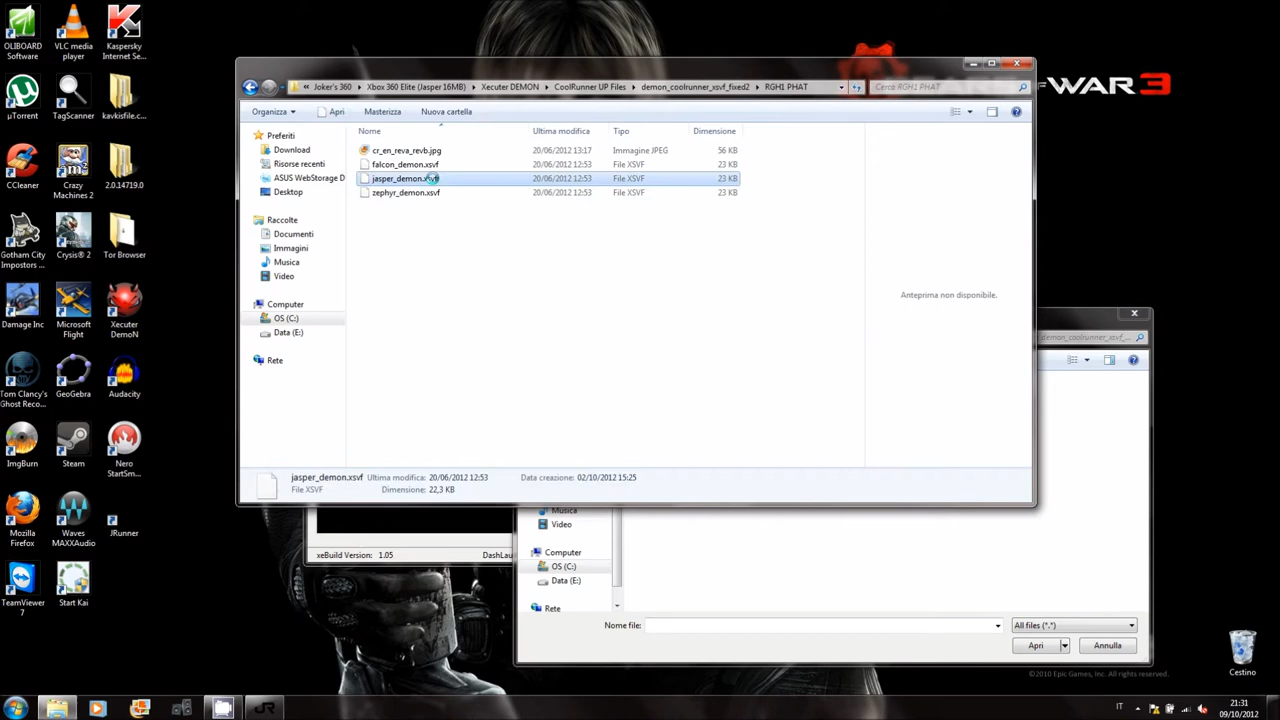 OLIBOARD Software
VLC media player
Kaspersky Internet Se...
µTorrent
TagScanner
kavkisfile.c...
CCleaner
Crazy Machines 2
2.0.14719.0
Gotham City Impostors ...
Crysis® 2
Tor Browser
Damage Inc
Microsoft Flight
Xecuter DEMoN
Tom Clancy's Ghost Reco...
GeoGebra
Audacity
ImgBurn
Steam
Nero StartSm...
Mozilla Firefox
Waves MAXXAudio
JRunner
TeamViewer 7
Start Kai
« Joker's 360 ▸ Xbox 360 Elite (Jasper 16MB) ▸ Xecuter DEMON ▸ CoolRunner UP Files ▸ demon_coolrunner_xsvf_fixed2 ▸ RGH1 PHAT
Cerca RGH1 PHAT
Organizza Apri Masterizza Nuova cartella
Preferiti
Download
Risorse recenti
ASUS WebStorage D
Desktop
Raccolte
Documenti
Immagini
Musica
Video
Computer
OS (C:)
Data (E:)
Rete
Nome Ultima modifica Tipo Dimensione
cr_en_reva_revb.jpg 20/06/2012 13:17 Immagine JPEG 56 KB
falcon_demon.xsvf 20/06/2012 12:53 File XSVF 23 KB
jasper_demon.xsvf 20/06/2012 12:53 File XSVF 23 KB
zephyr_demon.xsvf 20/06/2012 12:53 File XSVF 23 KB
Anteprima non disponibile.
jasper_demon.xsvf Ultima modifica: 20/06/2012 12:53 Data creazione: 02/10/2012 15:25
File XSVF Dimensione: 22,3 KB
WAR 3
demon_coolrunner_xsvf_...
xeBuild Version: 1.05 DashLau
Musica
Video
Computer
OS (C:)
Data (E:)
Rete
Nome file: All files (*.*)
Apri Annulla
Cestino
©2010 Epic Games, Inc. All rights reserved.
JR
IT
21:31
09/10/2012